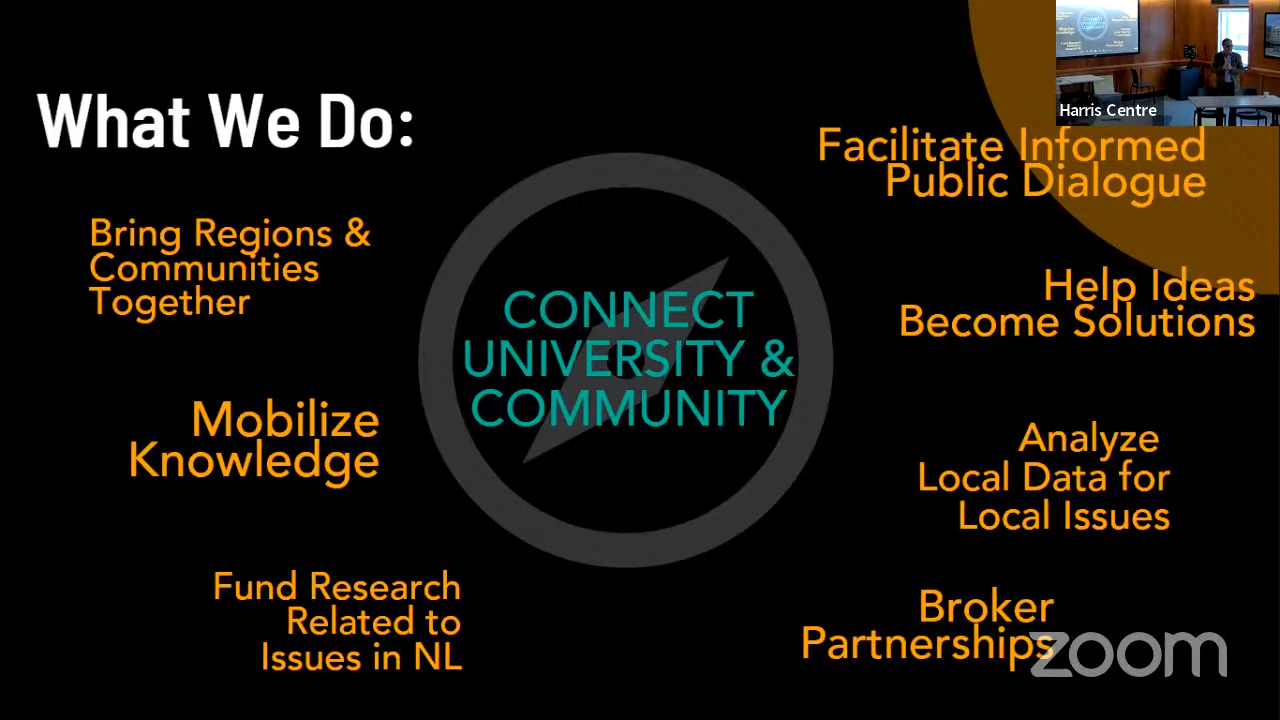 What We Do:
Bring Regions &
Communities
Together
Mobilize
Knowledge
Fund Research
Related to
Issues in NL
CONNECT
UNIVERSITY &
COMMUNITY
Harris Centre
Facilitate Informed
Public Dialogue
Help Ideas
Become Solutions
Analyze
Local Data for
Local Issues
Broker
Partnerships
zoom